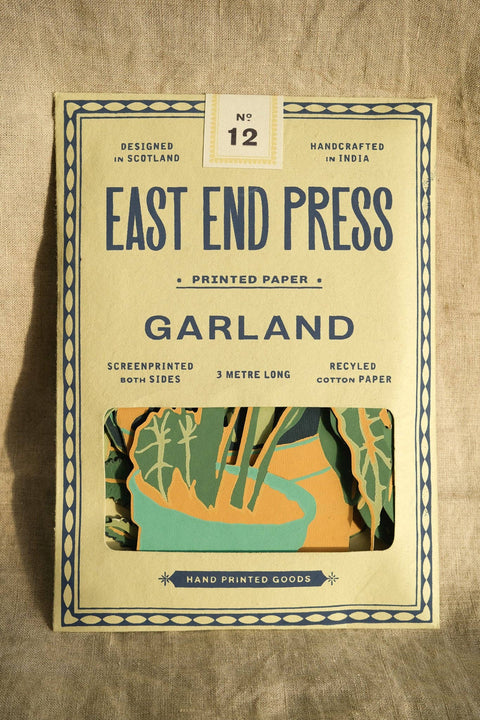 Nº
12
DESIGNED
IN SCOTLAND
HANDCRAFTED
IN INDIA
EAST END PRESS
• PRINTED PAPER •
GARLAND
SCREENPRINTED
BOTH SIDES
3 METRE LONG
RECYLED
COTTON PAPER
HAND PRINTED GOODS